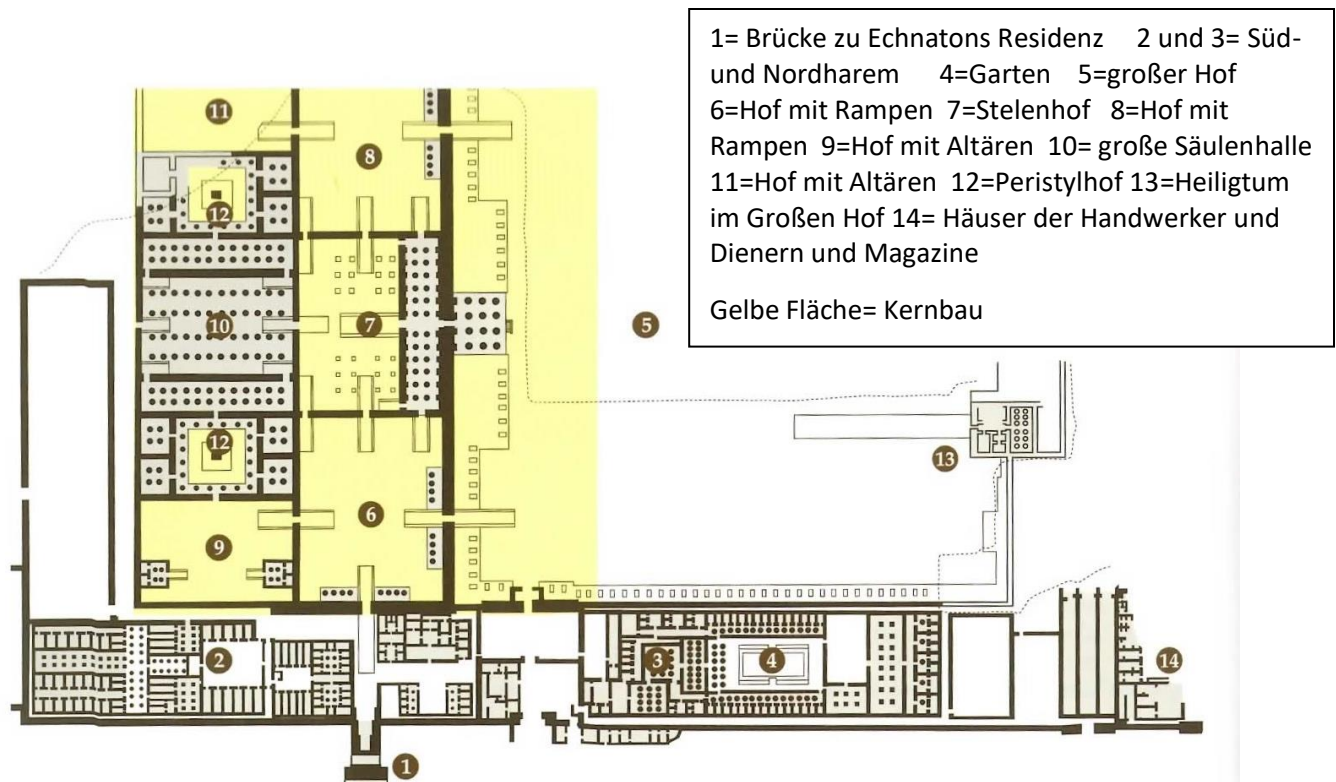 1= Brücke zu Echnatons Residenz 2 und 3= Süd-
und Nordharem 4=Garten 5=großer Hof
6=Hof mit Rampen 7=Stelenhof 8=Hof mit
Rampen 9=Hof mit Altären 10= große Säulenhalle
11=Hof mit Altären 12=Peristylhof 13=Heiligtum
im Großen Hof 14= Häuser der Handwerker und
Dienern und Magazine
Gelbe Fläche= Kernbau
11
8
12
10
7
5
12
13
6
9
2
3
4
14
1